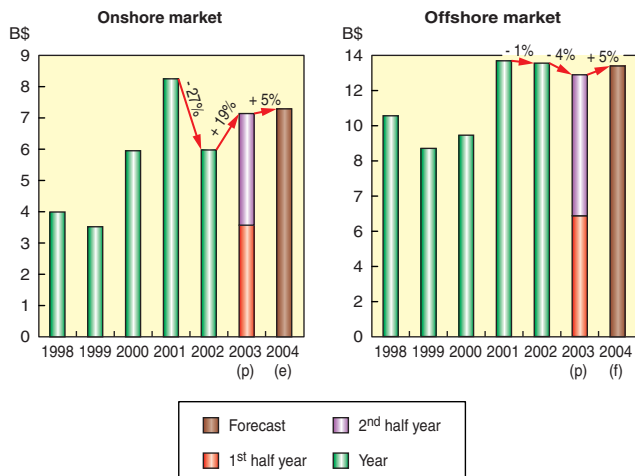 Onshore market
B$
9
8
7
6
5
4
3
2
1
0
- 27%
+ 19%
+ 5%
1998 1999 2000 2001 2002 2003 2004
(p) (e)
Offshore market
B$
14
12
10
8
7
6
4
2
0
- 1%
- 4%
+ 5%
1998 1999 2000 2001 2002 2003 2004
(p) (f)
Forecast
2nd half year
1st half year
Year